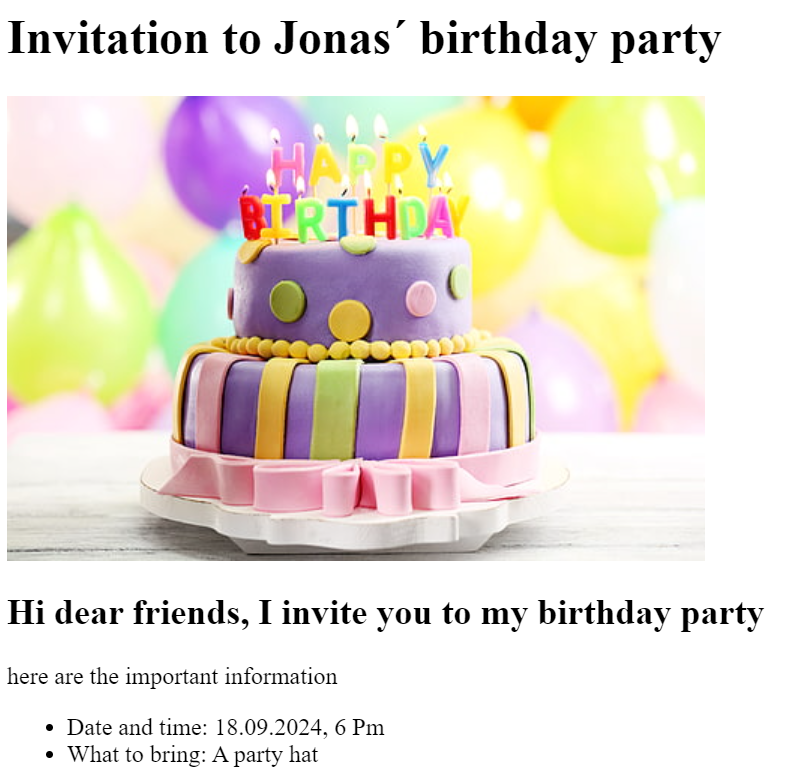 Invitation to Jonas´ birthday party
HAPPY
BIRTHDAY
Hi dear friends, I invite you to my birthday party
here are the important information
• Date and time: 18.09.2024, 6 Pm
• What to bring: A party hat